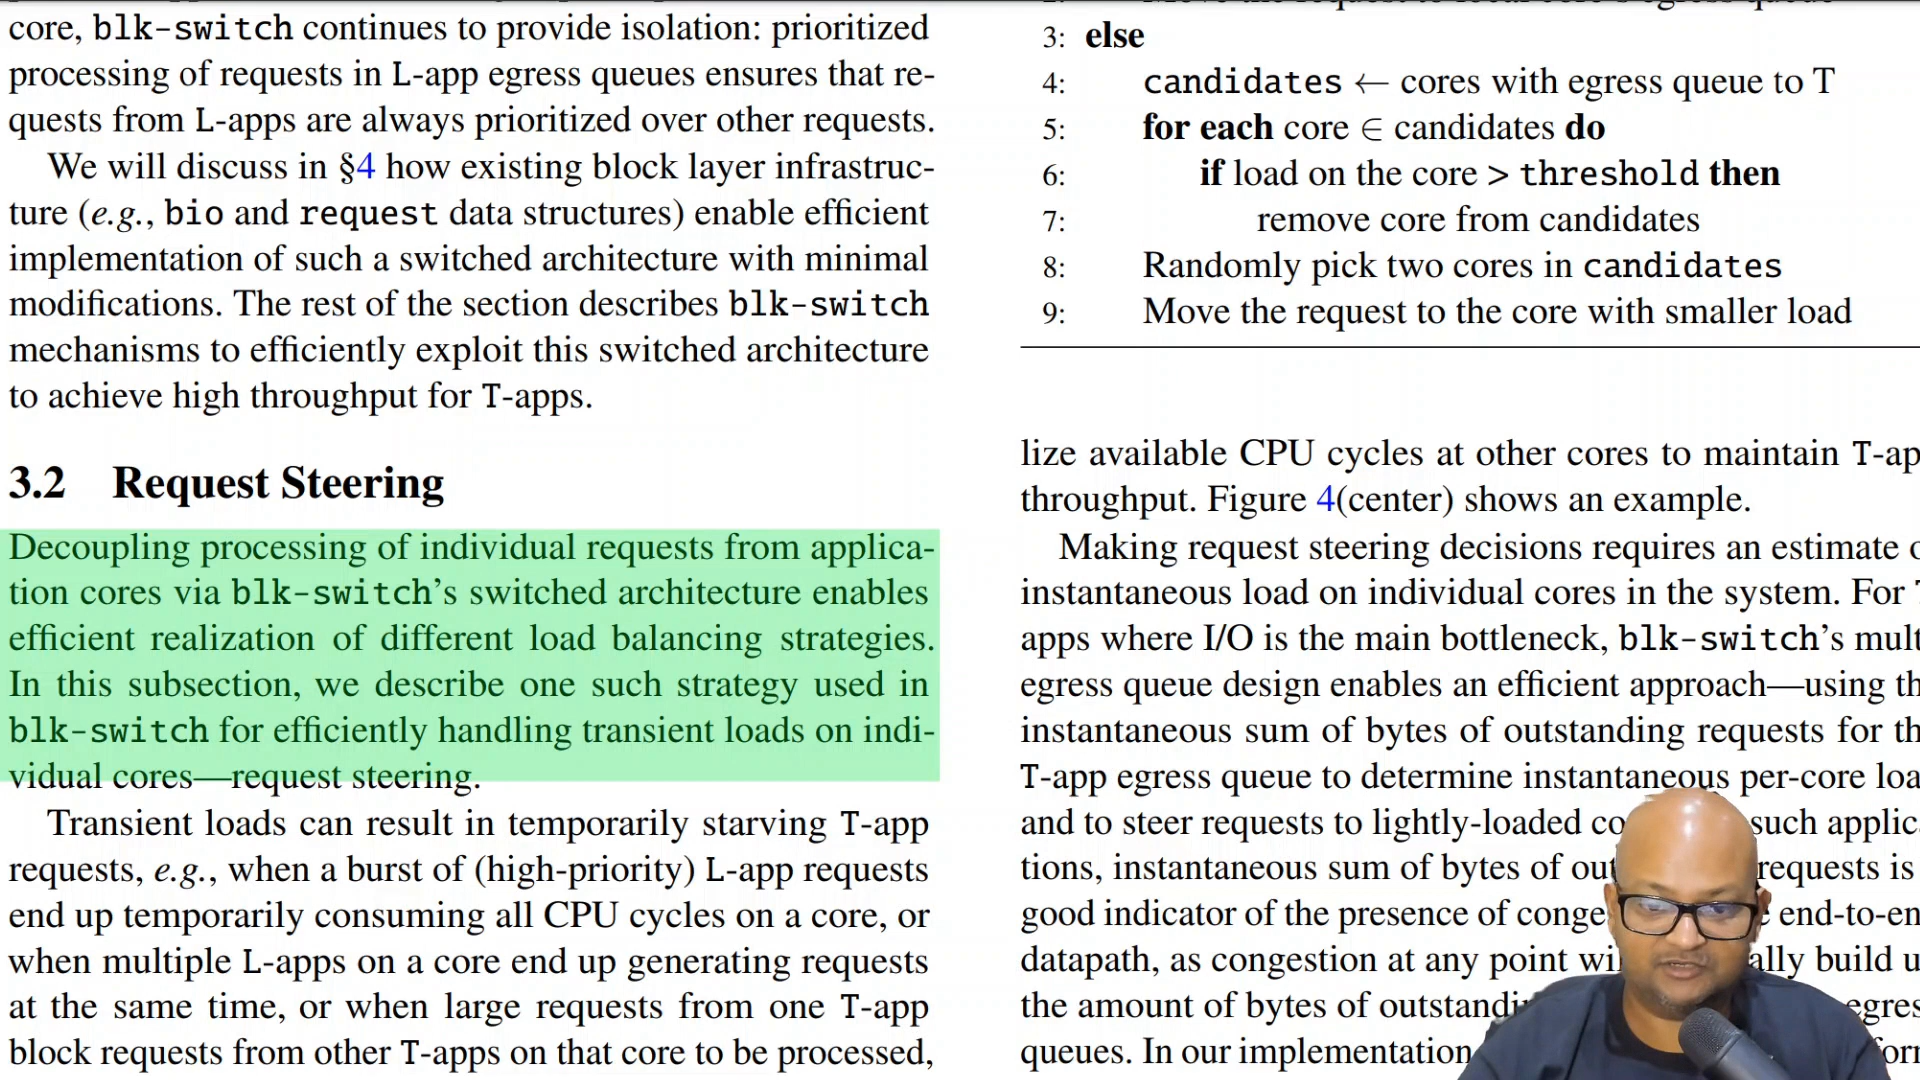 core, blk-switch continues to provide isolation: prioritized
processing of requests in L-app egress queues ensures that re-
quests from L-apps are always prioritized over other requests.
We will discuss in §4 how existing block layer infrastruc-
ture (e.g., bio and request data structures) enable efficient
implementation of such a switched architecture with minimal
modifications. The rest of the section describes blk-switch
mechanisms to efficiently exploit this switched architecture
to achieve high throughput for T-apps.
3.2 Request Steering
Decoupling processing of individual requests from applica-
tion cores via blk-switch's switched architecture enables
efficient realization of different load balancing strategies.
In this subsection, we describe one such strategy used in
blk-switch for efficiently handling transient loads on indi-
vidual cores—request steering.
Transient loads can result in temporarily starving T-app
requests, e.g., when a burst of (high-priority) L-app requests
end up temporarily consuming all CPU cycles on a core, or
when multiple L-apps on a core end up generating requests
at the same time, or when large requests from one T-app
block requests from other T-apps on that core to be processed,
3: else
4: candidates ← cores with egress queue to T
5: for each core ∈ candidates do
6: if load on the core > threshold then
7: remove core from candidates
8: Randomly pick two cores in candidates
9: Move the request to the core with smaller load
lize available CPU cycles at other cores to maintain T-ap
throughput. Figure 4(center) shows an example.
Making request steering decisions requires an estimate o
instantaneous load on individual cores in the system. For T
apps where I/O is the main bottleneck, blk-switch's mult
egress queue design enables an efficient approach—using th
instantaneous sum of bytes of outstanding requests for th
T-app egress queue to determine instantaneous per-core loa
and to steer requests to lightly-loaded co such applica
tions, instantaneous sum of bytes of out requests is
good indicator of the presence of conge end-to-en
datapath, as congestion at any point wi ally build u
the amount of bytes of outstandi egres
queues. In our implementation for